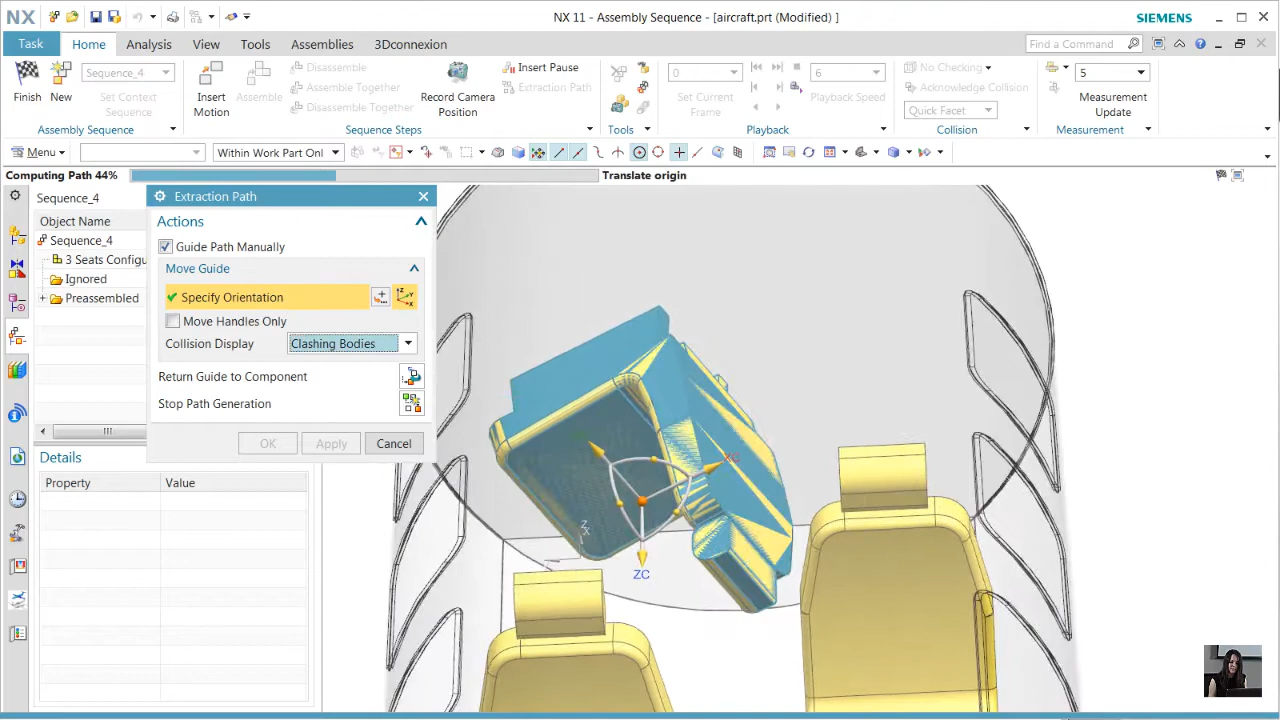 NX
NX 11 - Assembly Sequence - [aircraft.prt (Modified) ]
SIEMENS
Task Home Analysis View Tools Assemblies 3Dconnexion
Find a Command
Finish
New
Sequence_4
Set Context
Sequence
Assembly Sequence
Insert
Motion
Assemble
Disassemble
Assemble Together
Disassemble Together
Record Camera
Position
Insert Pause
Extraction Path
Sequence Steps
Tools
0
Set Current
Frame
6
Playback Speed
Playback
No Checking
Acknowledge Collision
Quick Facet
Collision
5
Measurement
Update
Measurement
Menu
Within Work Part Onl
Computing Path 44%
Translate origin
Sequence_4
Object Name
Sequence_4
3 Seats Configu
Ignored
Preassembled
Details
Property Value
Extraction Path
Actions
Guide Path Manually
Move Guide
Specify Orientation
Move Handles Only
Collision Display Clashing Bodies
Return Guide to Component
Stop Path Generation
OK Apply Cancel
XC
Z
X
ZC